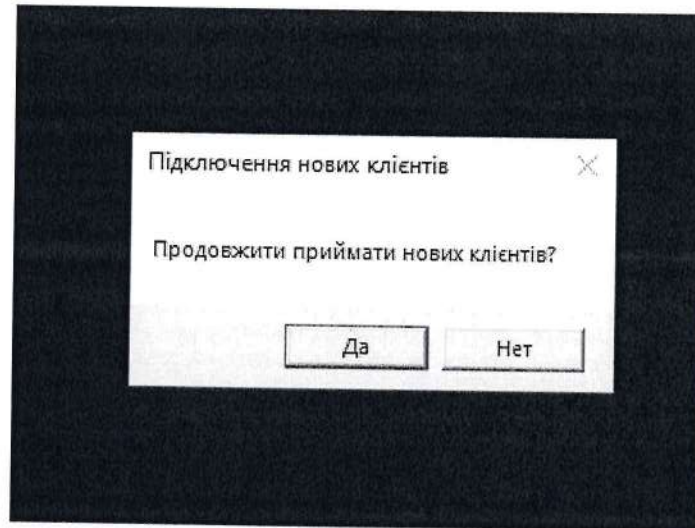 Підключення нових клієнтів
Продовжити приймати нових клієнтів?
Да
Нет